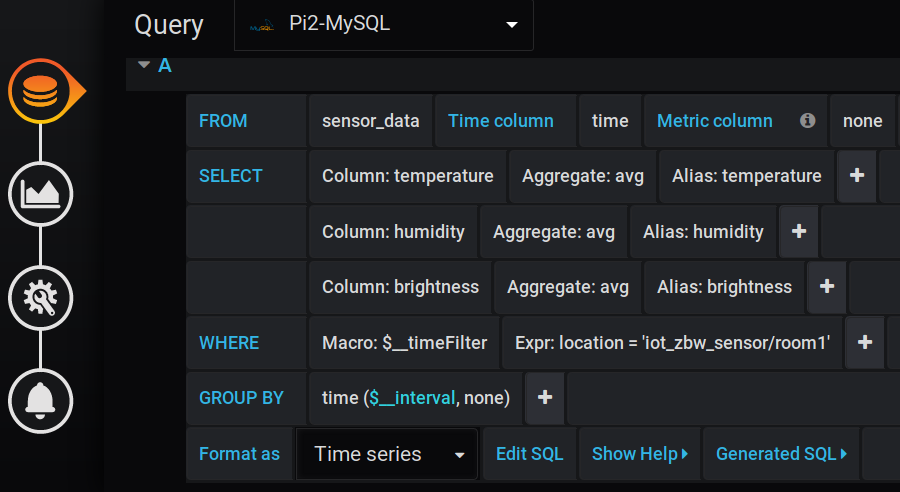 Query MySQL Pi2-MySQL
A
FROM sensor_data Time column time Metric column none
SELECT Column: temperature Aggregate: avg Alias: temperature +
Column: humidity Aggregate: avg Alias: humidity +
Column: brightness Aggregate: avg Alias: brightness +
WHERE Macro: $__timeFilter Expr: location = 'iot_zbw_sensor/room1' +
GROUP BY time ($__interval, none) +
Format as Time series Edit SQL Show Help Generated SQL